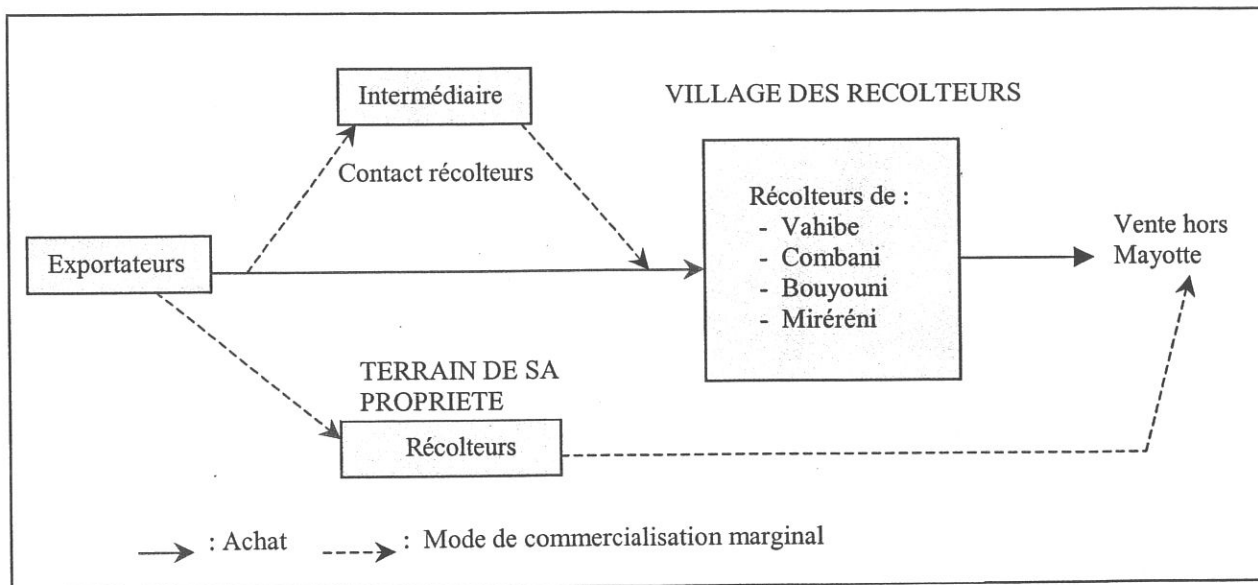 Intermédiaire
VILLAGE DES RECOLTEURS
Contact récolteurs
Récolteurs de :
- Vahibe
- Combani
- Bouyouni
- Miréréni
Vente hors
Mayotte
Exportateurs
TERRAIN DE SA
PROPRIETE
Récolteurs
: Achat
: Mode de commercialisation marginal